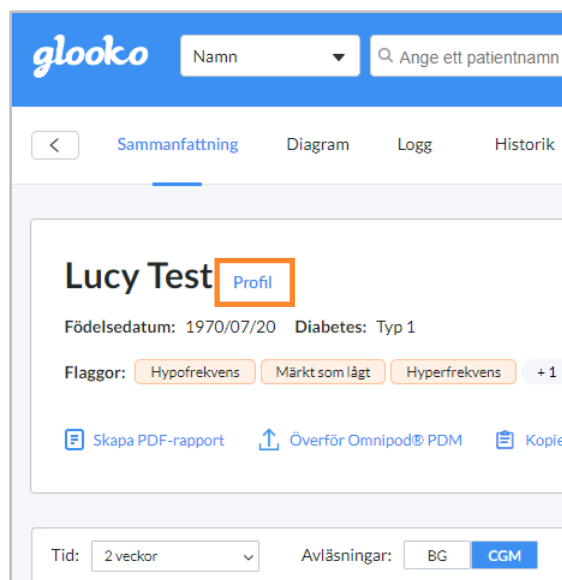 glooko Namn Ange ett patientnamn
Sammanfattning Diagram Logg Historik
Lucy Test Profil
Födelsedatum: 1970/07/20 Diabetes: Typ 1
Flaggor: Hypofrekvens Märkt som lågt Hyperfrekvens + 1
Skapa PDF-rapport Överför Omnipod® PDM Kopie
Tid: 2 veckor Avläsningar: BG CGM